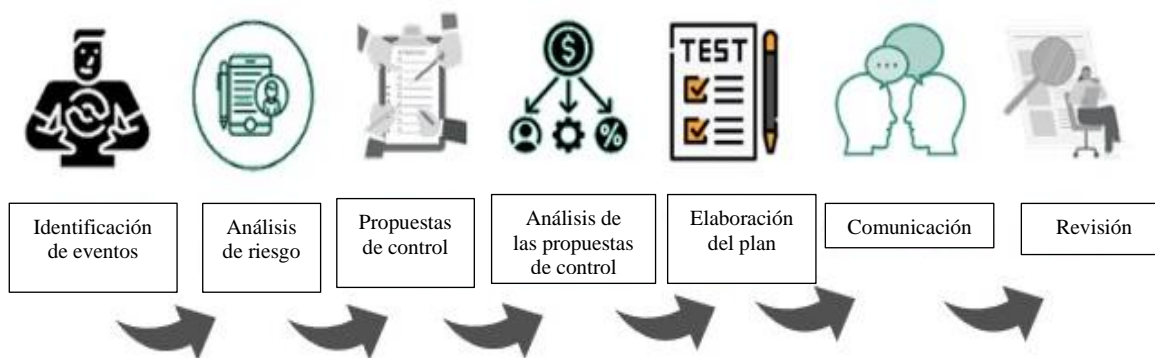 TEST
Identificación
de eventos
Análisis
de riesgo
Propuestas
de control
Análisis de
las propuestas
de control
Elaboración
del plan
Comunicación
Revisión